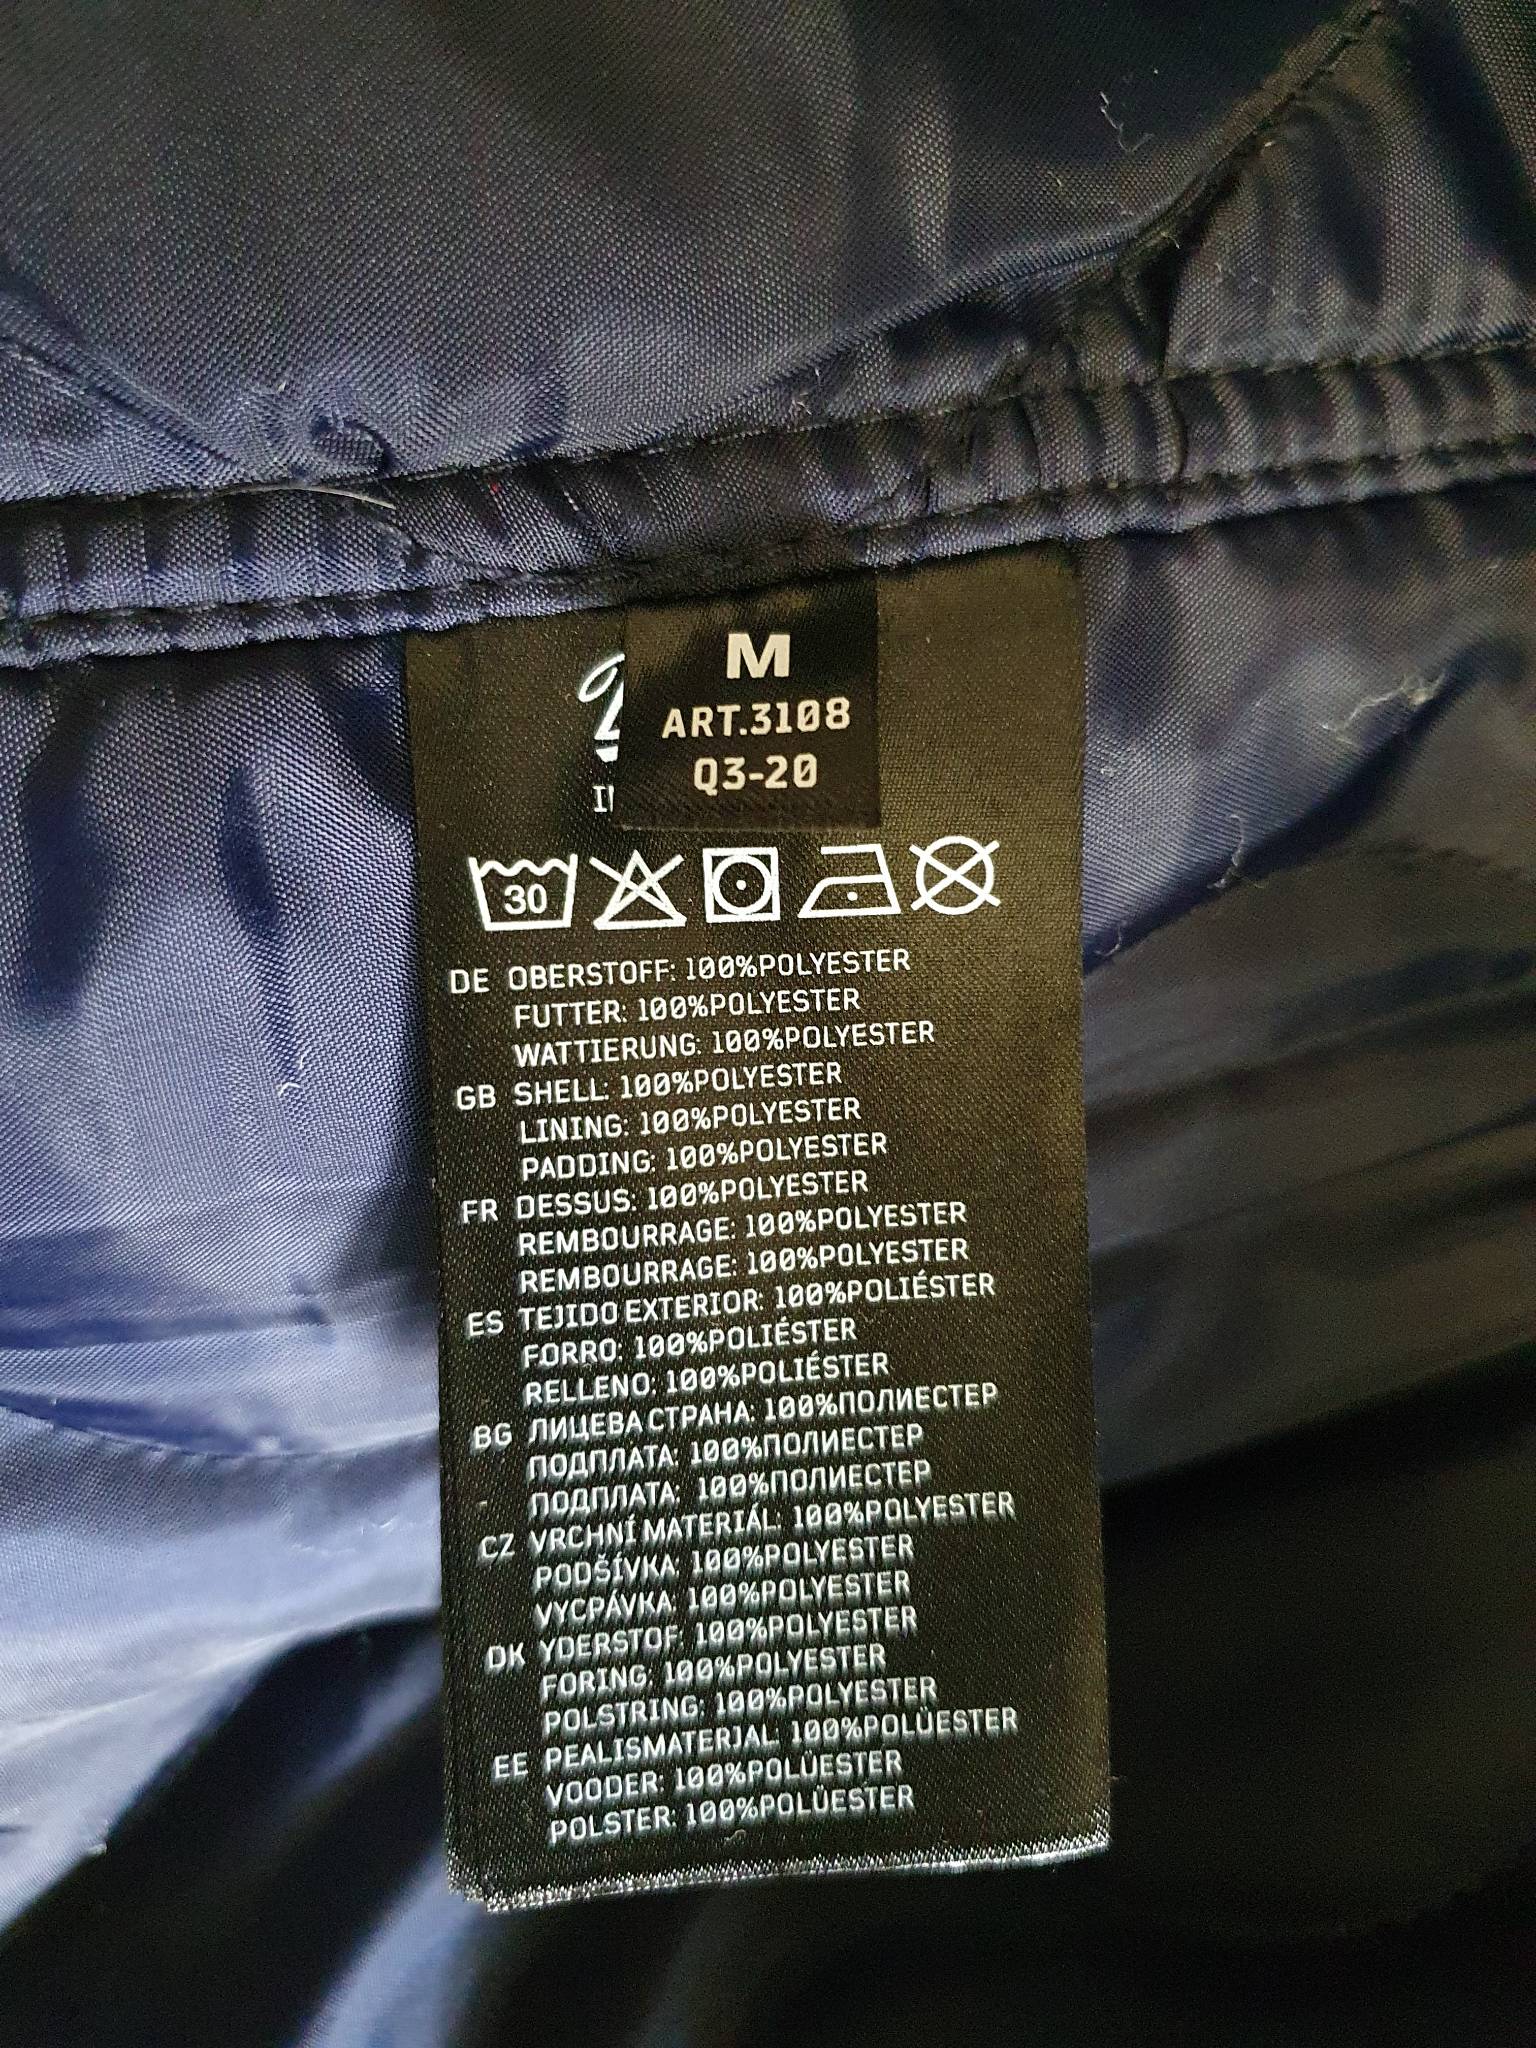 M
ART.3108
Q3-20
30
DE OBERSTOFF: 100%POLYESTER
FUTTER: 100%POLYESTER
WATTIERUNG: 100%POLYESTER
GB SHELL: 100%POLYESTER
LINING: 100%POLYESTER
PADDING: 100%POLYESTER
FR DESSUS: 100%POLYESTER
REMBOURRAGE: 100%POLYESTER
REMBOURRAGE: 100%POLYESTER
ES TEJIDO EXTERIOR: 100%POLIÉSTER
FORRO: 100%POLIÉSTER
RELLENO: 100%POLIÉSTER
BG ЛИЦЕВА СТРАНА: 100%ПОЛИЕСТЕР
ПОДПЛАТА: 100%ПОЛИЕСТЕР
ПОДПЛАТА: 100%ПОЛИЕСТЕР
CZ VRCHNÍ MATERIÁL: 100%POLYESTER
PODŠÍVKA: 100%POLYESTER
VYCPÁVKA: 100%POLYESTER
DK YDERSTOF: 100%POLYESTER
FORING: 100%POLYESTER
POLSTRING: 100%POLYESTER
EE PEALISMATERJAL: 100%POLÜESTER
VOODER: 100%POLÜESTER
POLSTER: 100%POLÜESTER